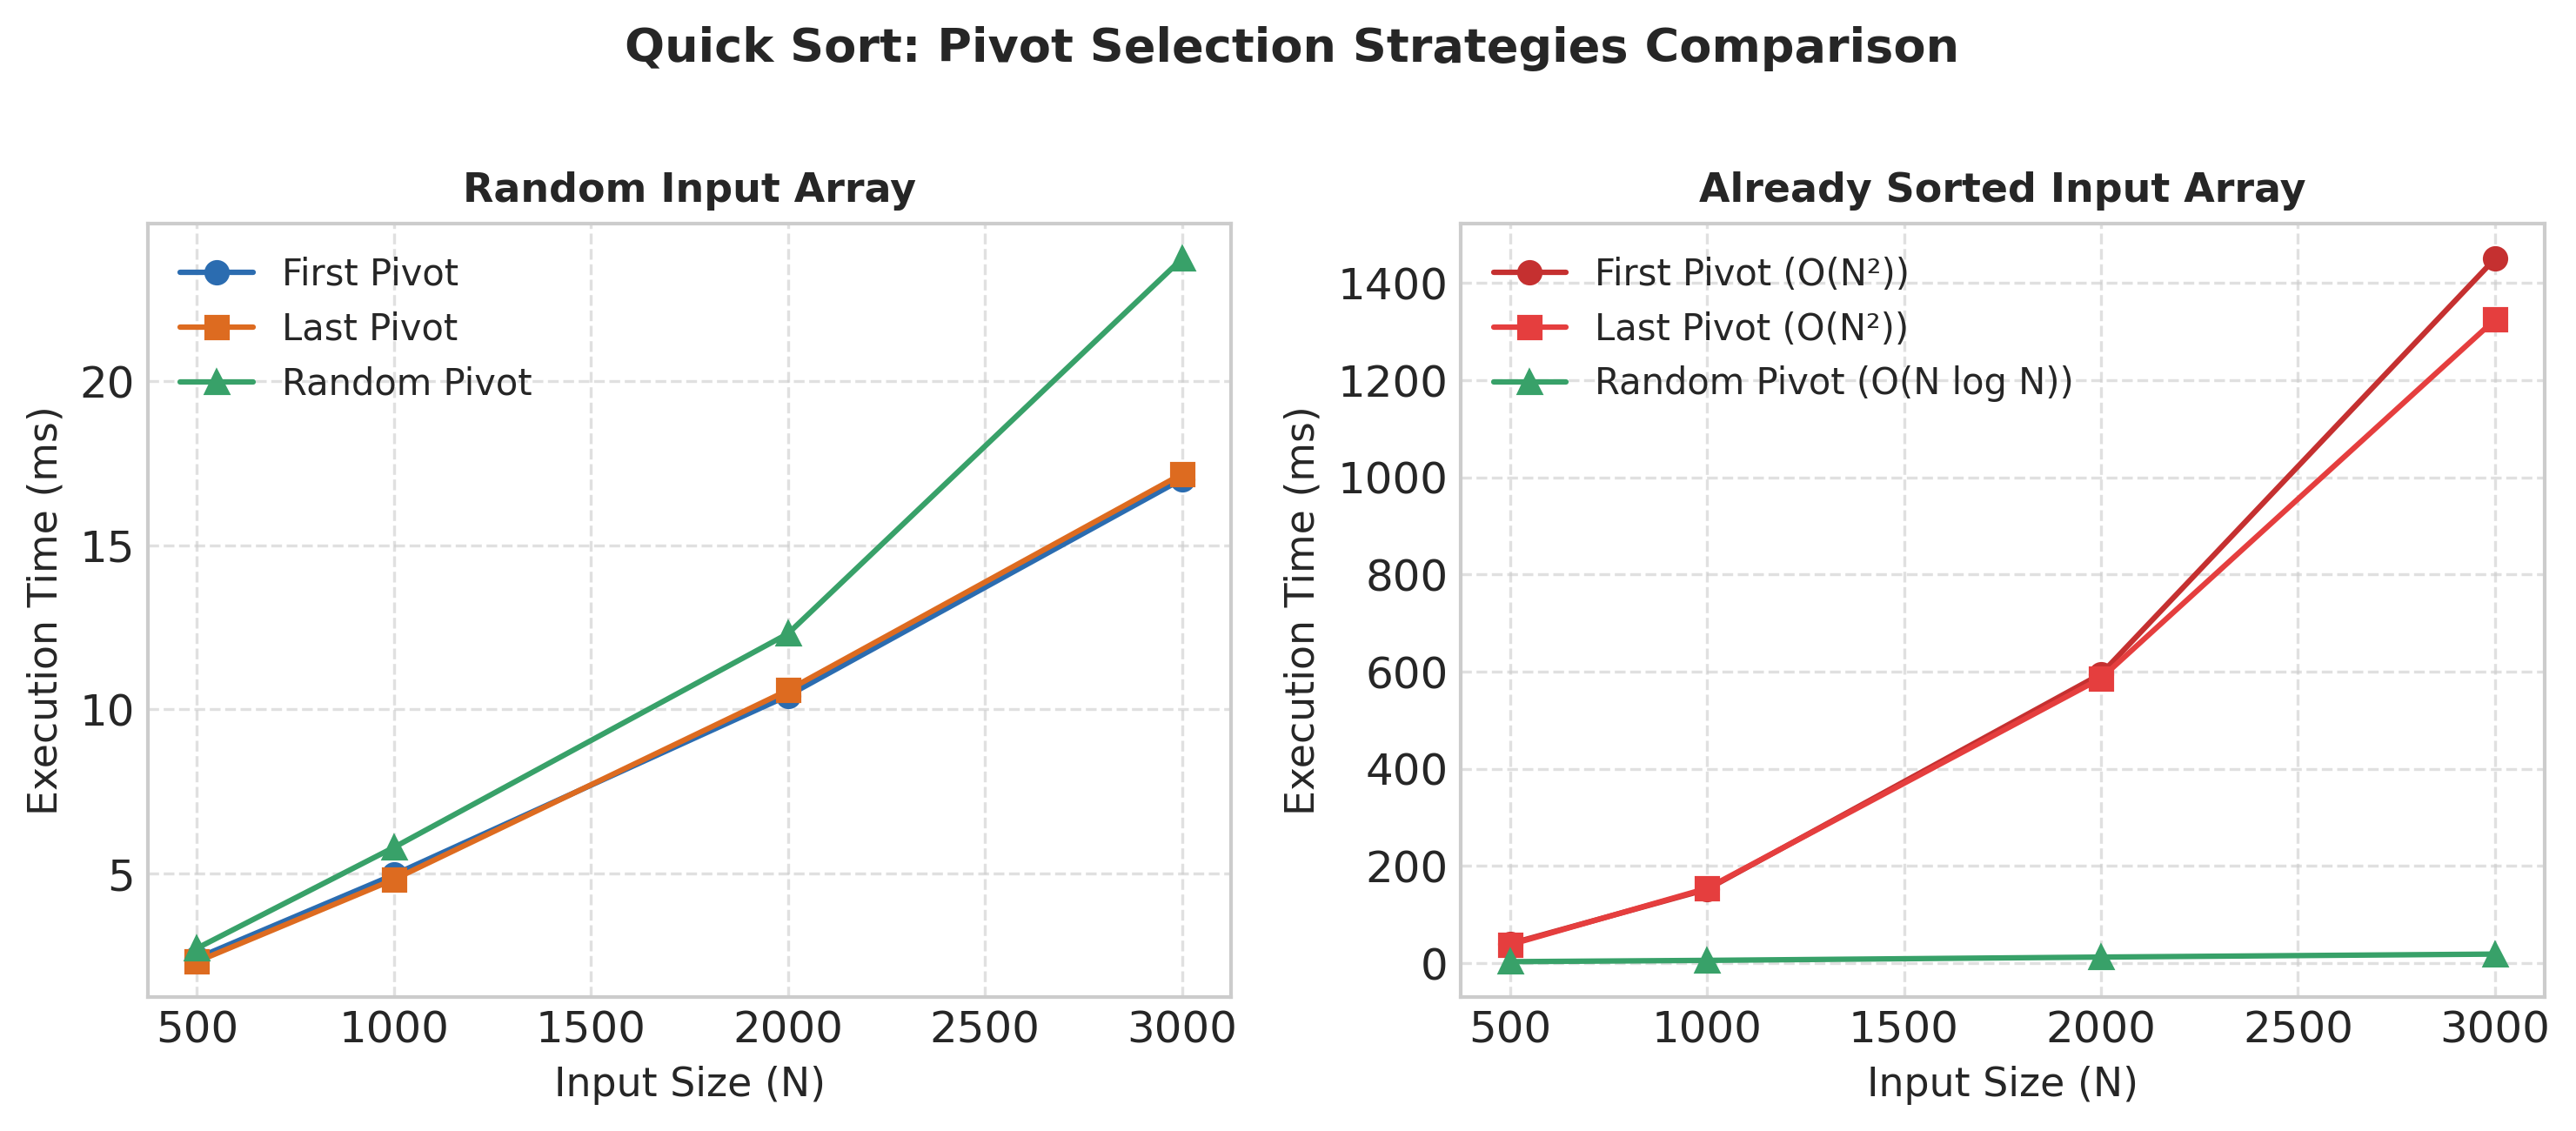 Quick Sort: Pivot Selection Strategies Comparison
Random Input Array
First Pivot
Last Pivot
Random Pivot
20
15
10
5
Execution Time (ms)
500 1000 1500 2000 2500 3000
Input Size (N)
Already Sorted Input Array
First Pivot (O(N²))
Last Pivot (O(N²))
Random Pivot (O(N log N))
1400
1200
1000
800
600
400
200
0
Execution Time (ms)
500 1000 1500 2000 2500 3000
Input Size (N)